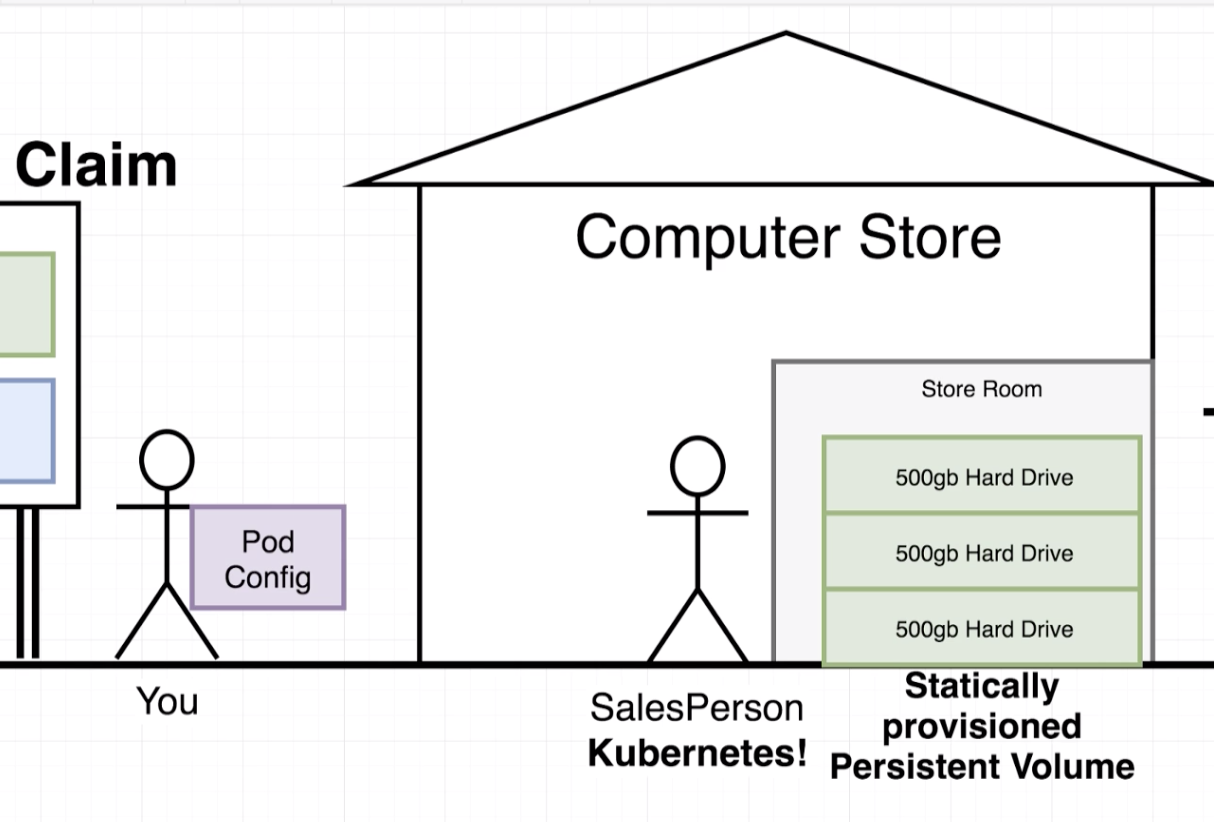 Claim
Computer Store
Store Room
500gb Hard Drive
500gb Hard Drive
500gb Hard Drive
Pod
Config
You
SalesPerson
Kubernetes!
Statically
provisioned
Persistent Volume